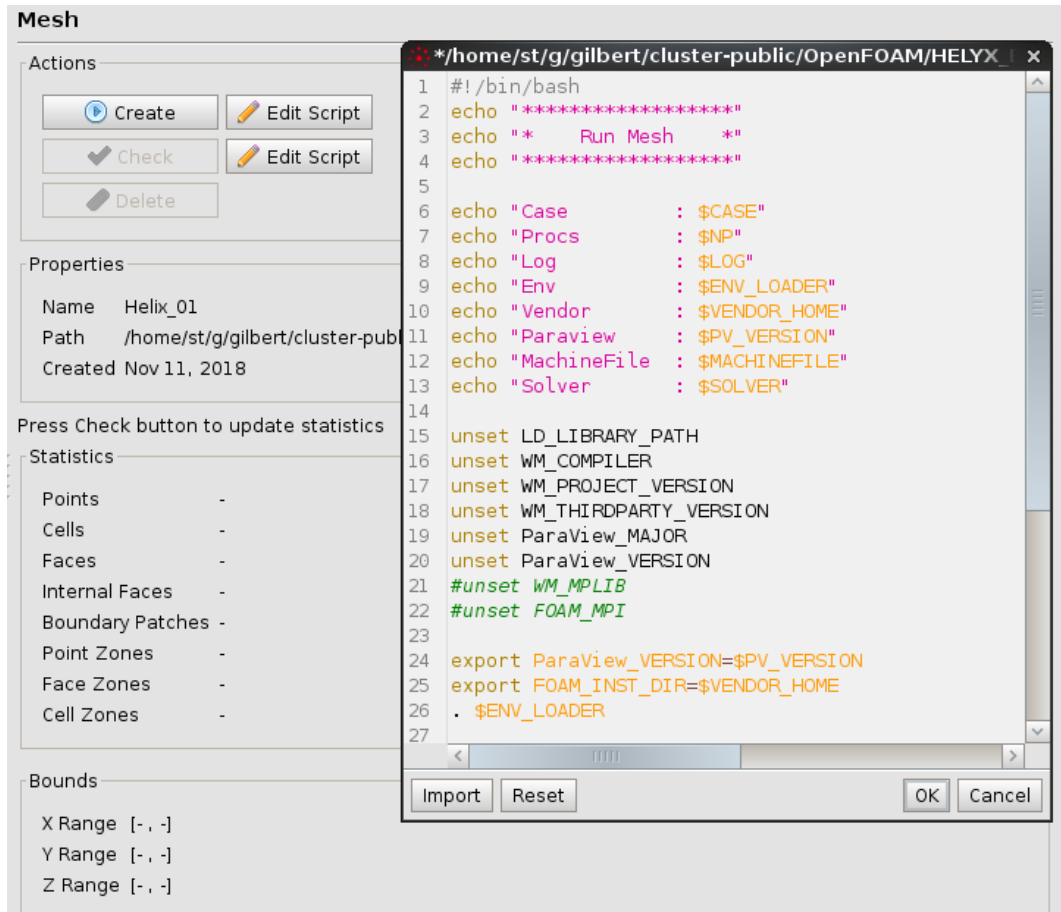 Mesh
Actions
Create
Edit Script
Check
Edit Script
Delete
Properties
Name Helix_01
Path /home/st/g/gilbert/cluster-publ
Created Nov 11, 2018
Press Check button to update statistics
Statistics
Points -
Cells -
Faces -
Internal Faces -
Boundary Patches -
Point Zones -
Face Zones -
Cell Zones -
Bounds
X Range [- , -]
Y Range [- , -]
Z Range [- , -]
*/home/st/g/gilbert/cluster-public/OpenFOAM/HELYX_
1 #!/bin/bash
2 echo "******************"
3 echo "*    Run Mesh    *"
4 echo "******************"
5
6 echo "Case         : $CASE"
7 echo "Procs        : $NP"
8 echo "Log          : $LOG"
9 echo "Env          : $ENV_LOADER"
10 echo "Vendor       : $VENDOR_HOME"
11 echo "Paraview     : $PV_VERSION"
12 echo "MachineFile  : $MACHINEFILE"
13 echo "Solver       : $SOLVER"
14
15 unset LD_LIBRARY_PATH
16 unset WM_COMPILER
17 unset WM_PROJECT_VERSION
18 unset WM_THIRDPARTY_VERSION
19 unset ParaView_MAJOR
20 unset ParaView_VERSION
21 #unset WM_MPLIB
22 #unset FOAM_MPI
23
24 export ParaView_VERSION=$PV_VERSION
25 export FOAM_INST_DIR=$VENDOR_HOME
26 . $ENV_LOADER
27
Import Reset OK Cancel